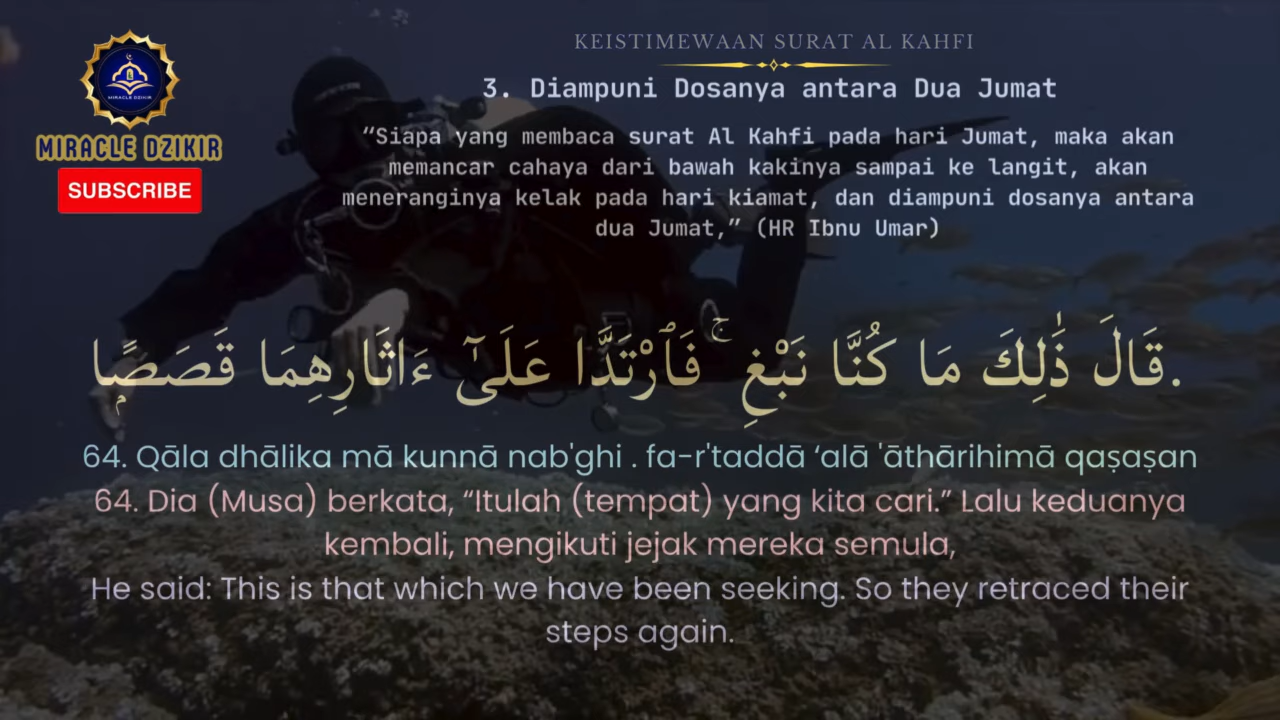 KEISTIMEWAAN SURAT AL KAHFI
3. Diampuni Dosanya antara Dua Jumat
“Siapa yang membaca surat Al Kahfi pada hari Jumat, maka akan
memancar cahaya dari bawah kakinya sampai ke langit, akan
meneranginya kelak pada hari kiamat, dan diampuni dosanya antara
dua Jumat,” (HR Ibnu Umar)
MIRACLE DZIKIR
MIRACLE DZIKIR
SUBSCRIBE
.قَالَ ذَٰلِكَ مَا كُنَّا نَبْغِ ۚ فَٱرْتَدَّا عَلَىٰٓ ءَاثَارِهِمَا قَصَصًۭا
64. Qāla dhālika mā kunnā nab'ghi . fa-r'taddā ‘alā 'āthārihimā qaṣaṣan
64. Dia (Musa) berkata, “Itulah (tempat) yang kita cari.” Lalu keduanya
kembali, mengikuti jejak mereka semula,
He said: This is that which we have been seeking. So they retraced their
steps again.